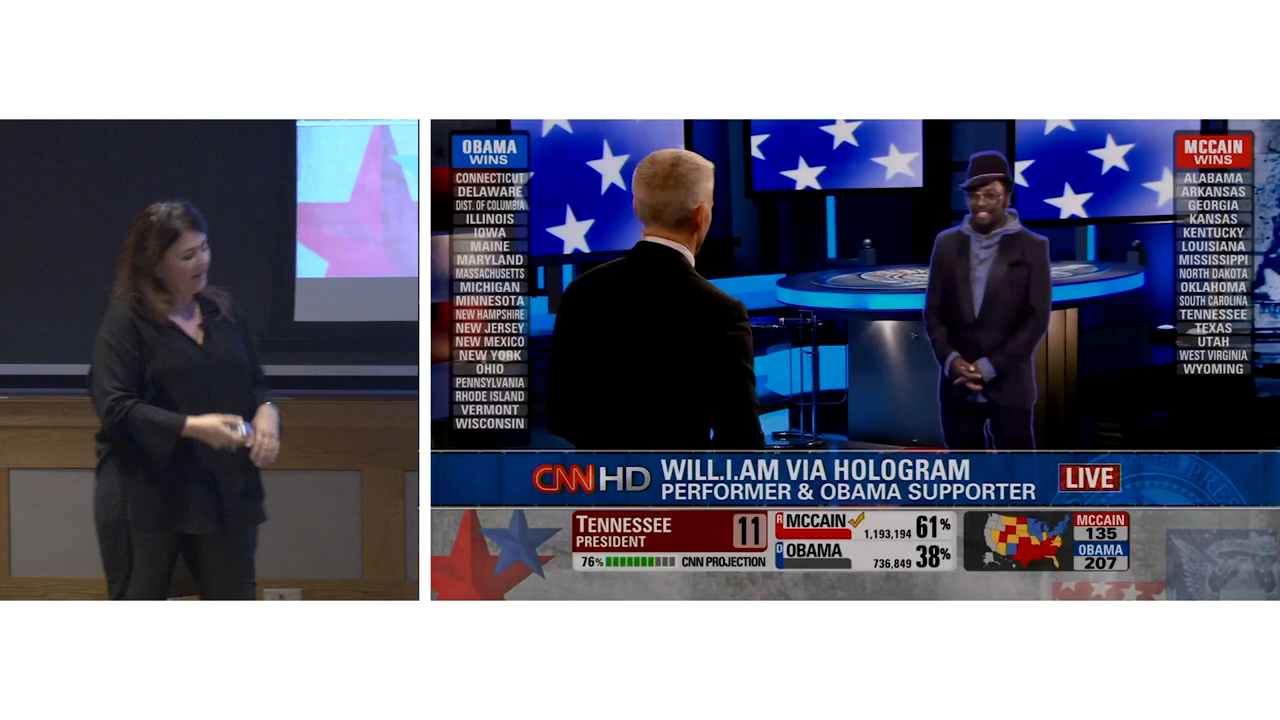 OBAMA
WINS
CONNECTICUT
DELAWARE
DIST. OF COLUMBIA
ILLINOIS
IOWA
MAINE
MARYLAND
MASSACHUSETTS
MICHIGAN
MINNESOTA
NEW HAMPSHIRE
NEW JERSEY
NEW MEXICO
NEW YORK
OHIO
PENNSYLVANIA
RHODE ISLAND
VERMONT
WISCONSIN
MCCAIN
WINS
ALABAMA
ARKANSAS
GEORGIA
KANSAS
KENTUCKY
LOUISIANA
MISSISSIPPI
NORTH DAKOTA
OKLAHOMA
SOUTH CAROLINA
TENNESSEE
TEXAS
UTAH
WEST VIRGINIA
WYOMING
CNN HD
WILL.I.AM VIA HOLOGRAM
PERFORMER & OBAMA SUPPORTER
LIVE
TENNESSEE
PRESIDENT
11
76% CNN PROJECTION
R MCCAIN 1,193,194 61%
D OBAMA 736,849 38%
MCCAIN
135
OBAMA
207